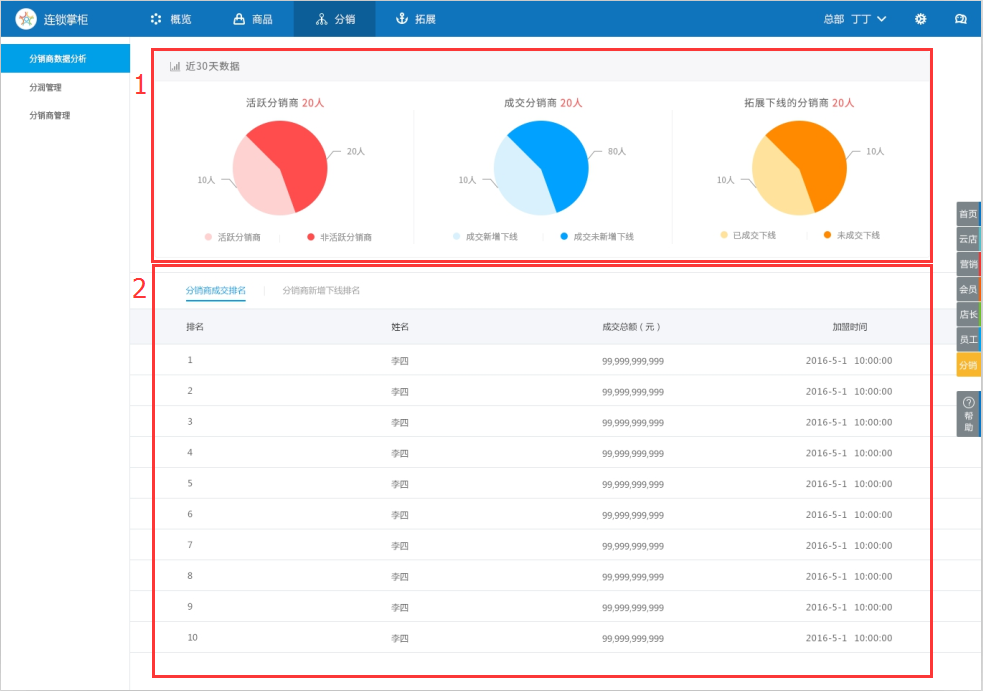 连锁掌柜 概览 商品 分销 拓展 总部 丁丁
分销商数据分析
分润管理
分销商管理
1
近30天数据
活跃分销商 20人 成交分销商 20人 拓展下线的分销商 20人
20人 80人 10人
10人 10人 10人
活跃分销商 非活跃分销商 成交新增下线 成交未新增下线 已成交下线 未成交下线
2
分销商成交排名 分销商新增下线排名
排名 姓名 成交总额（元） 加盟时间
1 李四 99,999,999,999 2016-5-1 10:00:00
2 李四 99,999,999,999 2016-5-1 10:00:00
3 李四 99,999,999,999 2016-5-1 10:00:00
4 李四 99,999,999,999 2016-5-1 10:00:00
5 李四 99,999,999,999 2016-5-1 10:00:00
6 李四 99,999,999,999 2016-5-1 10:00:00
7 李四 99,999,999,999 2016-5-1 10:00:00
8 李四 99,999,999,999 2016-5-1 10:00:00
9 李四 99,999,999,999 2016-5-1 10:00:00
10 李四 99,999,999,999 2016-5-1 10:00:00
首页
云店
营销
会员
店长
员工
分销
?
帮
助